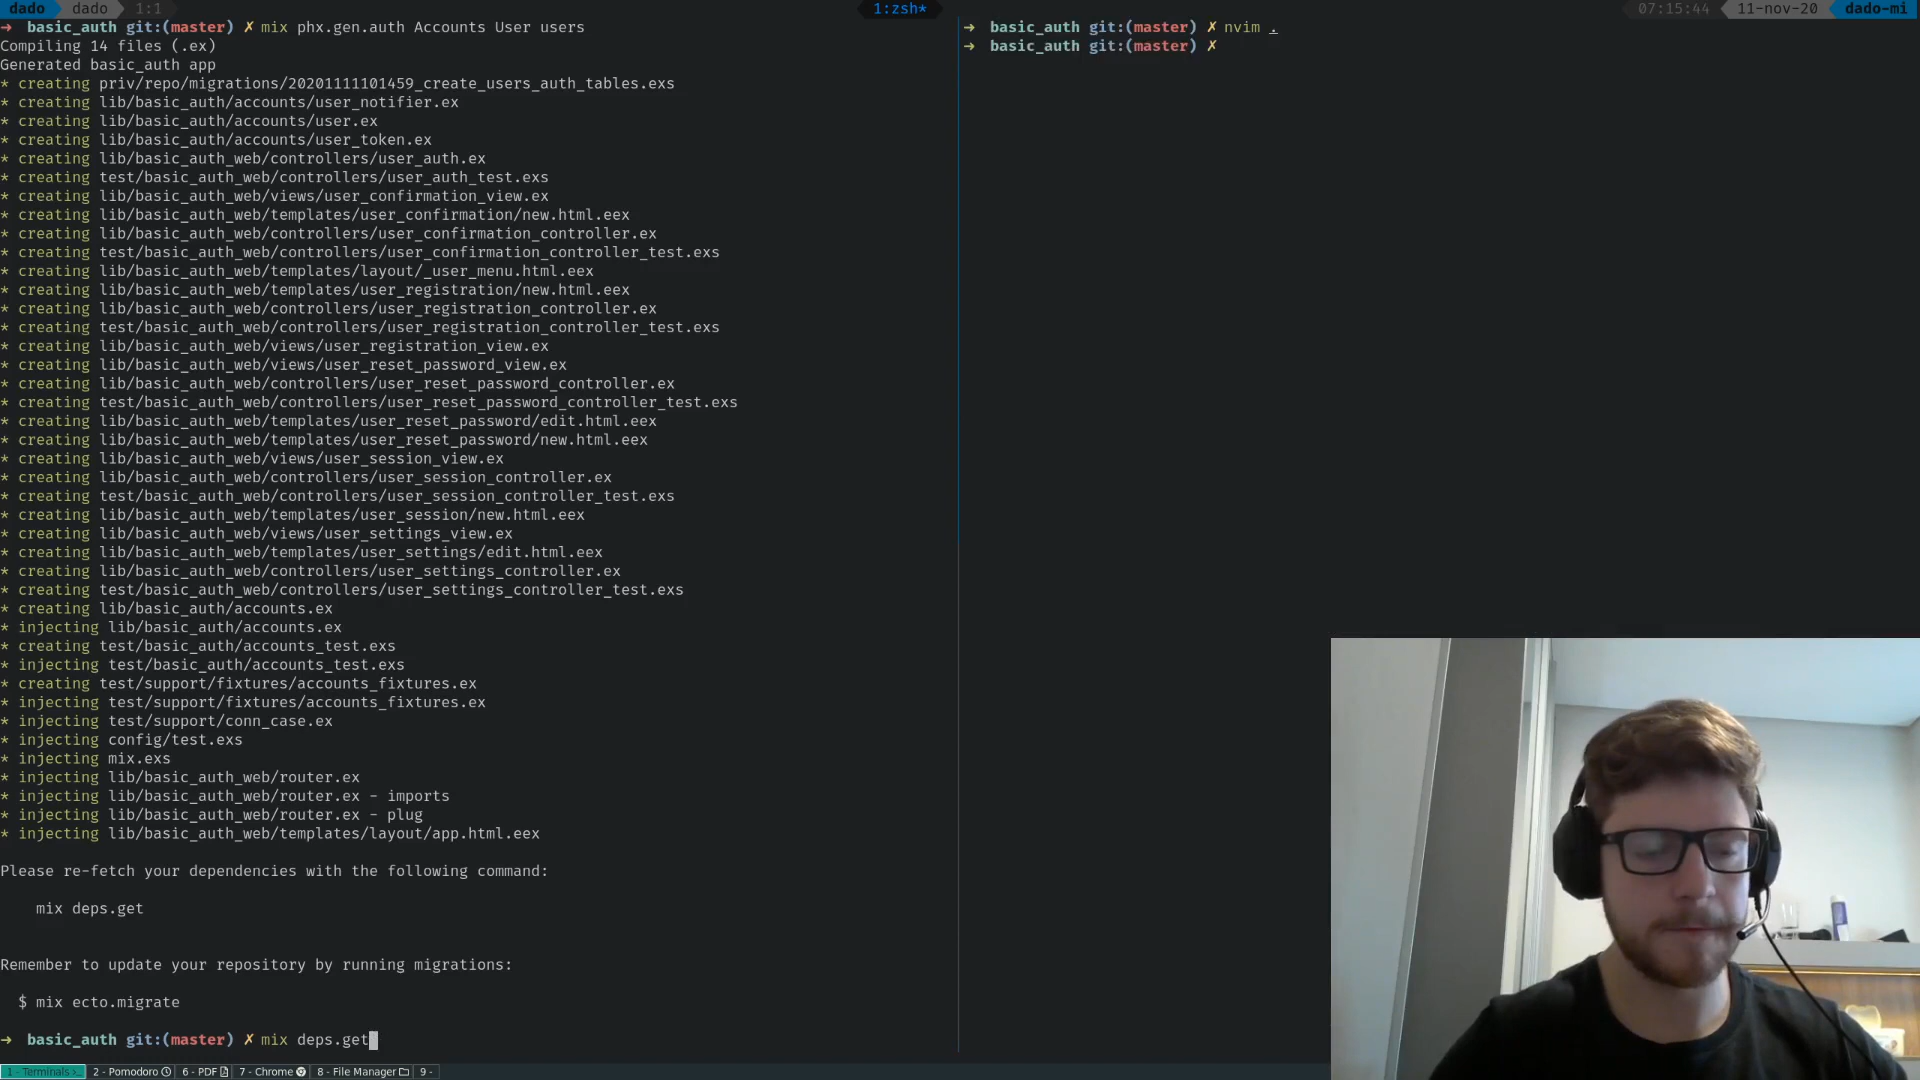 dado dado 1:1 1:zsh* 07:15:44 11-nov-20 dado-mi
→ basic_auth git:(master) ✗ mix phx.gen.auth Accounts User users
Compiling 14 files (.ex)
Generated basic_auth app
* creating priv/repo/migrations/20201111101459_create_users_auth_tables.exs
* creating lib/basic_auth/accounts/user_notifier.ex
* creating lib/basic_auth/accounts/user.ex
* creating lib/basic_auth/accounts/user_token.ex
* creating lib/basic_auth_web/controllers/user_auth.ex
* creating test/basic_auth_web/controllers/user_auth_test.exs
* creating lib/basic_auth_web/views/user_confirmation_view.ex
* creating lib/basic_auth_web/templates/user_confirmation/new.html.eex
* creating lib/basic_auth_web/controllers/user_confirmation_controller.ex
* creating test/basic_auth_web/controllers/user_confirmation_controller_test.exs
* creating lib/basic_auth_web/templates/layout/_user_menu.html.eex
* creating lib/basic_auth_web/templates/user_registration/new.html.eex
* creating lib/basic_auth_web/controllers/user_registration_controller.ex
* creating test/basic_auth_web/controllers/user_registration_controller_test.exs
* creating lib/basic_auth_web/views/user_registration_view.ex
* creating lib/basic_auth_web/views/user_reset_password_view.ex
* creating lib/basic_auth_web/controllers/user_reset_password_controller.ex
* creating test/basic_auth_web/controllers/user_reset_password_controller_test.exs
* creating lib/basic_auth_web/templates/user_reset_password/edit.html.eex
* creating lib/basic_auth_web/templates/user_reset_password/new.html.eex
* creating lib/basic_auth_web/views/user_session_view.ex
* creating lib/basic_auth_web/controllers/user_session_controller.ex
* creating test/basic_auth_web/controllers/user_session_controller_test.exs
* creating lib/basic_auth_web/templates/user_session/new.html.eex
* creating lib/basic_auth_web/views/user_settings_view.ex
* creating lib/basic_auth_web/templates/user_settings/edit.html.eex
* creating lib/basic_auth_web/controllers/user_settings_controller.ex
* creating test/basic_auth_web/controllers/user_settings_controller_test.exs
* creating lib/basic_auth/accounts.ex
* injecting lib/basic_auth/accounts.ex
* creating test/basic_auth/accounts_test.exs
* injecting test/basic_auth/accounts_test.exs
* creating test/support/fixtures/accounts_fixtures.ex
* injecting test/support/fixtures/accounts_fixtures.ex
* injecting test/support/conn_case.ex
* injecting config/test.exs
* injecting mix.exs
* injecting lib/basic_auth_web/router.ex
* injecting lib/basic_auth_web/router.ex - imports
* injecting lib/basic_auth_web/router.ex - plug
* injecting lib/basic_auth_web/templates/layout/app.html.eex
Please re-fetch your dependencies with the following command:
mix deps.get
Remember to update your repository by running migrations:
$ mix ecto.migrate
→ basic_auth git:(master) ✗ mix deps.get
→ basic_auth git:(master) ✗ nvim .
→ basic_auth git:(master) ✗
1 - Terminals 2 - Pomodoro 6 - PDF 7 - Chrome 8 - File Manager 9 -